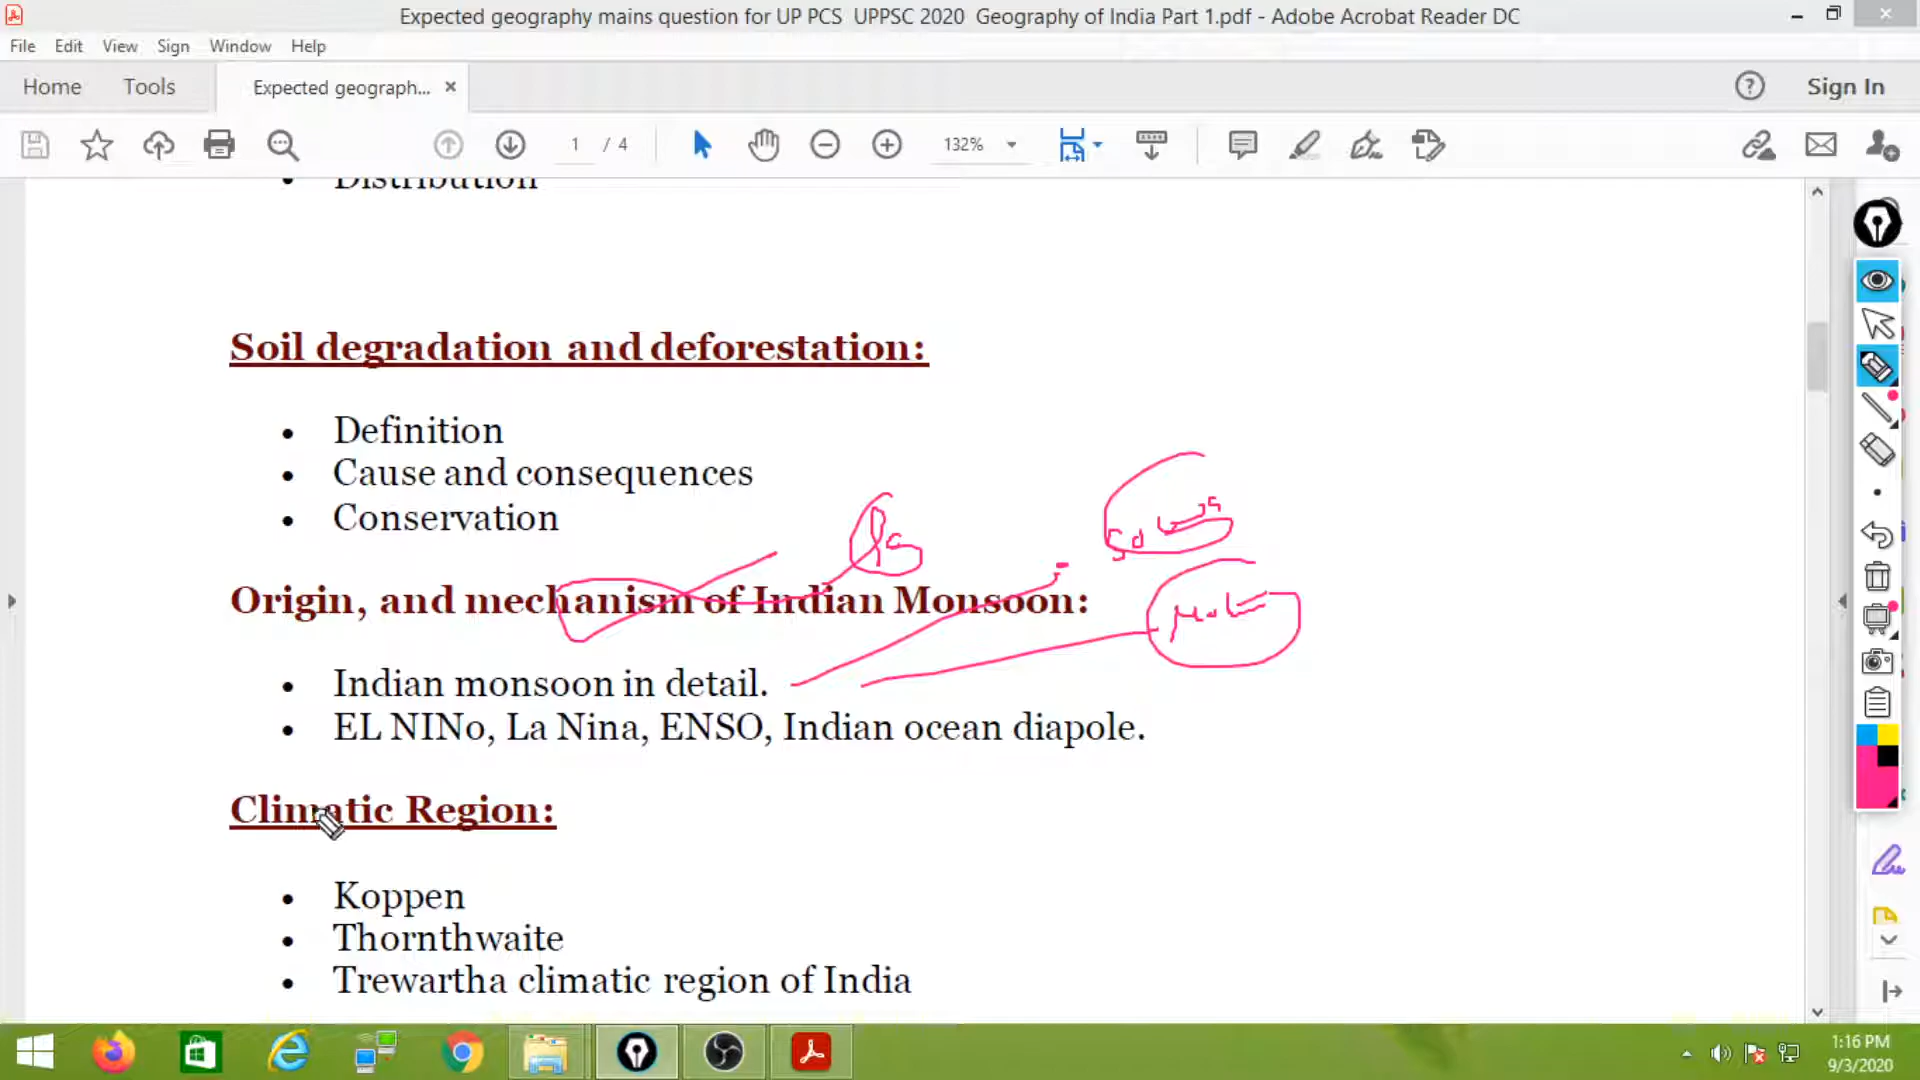 Expected geography mains question for UP PCS  UPPSC 2020  Geography of India Part 1.pdf - Adobe Acrobat Reader DC
File Edit View Sign Window Help
Home Tools Expected geograph... Sign In
1 / 4 132%
Distribution
Soil degradation and deforestation:
Definition
Cause and consequences
Conservation
Origin, and mechanism of Indian Monsoon:
Indian monsoon in detail.
EL NINo, La Nina, ENSO, Indian ocean diapole.
Climatic Region:
Koppen
Thornthwaite
Trewartha climatic region of India
1:16 PM
9/3/2020